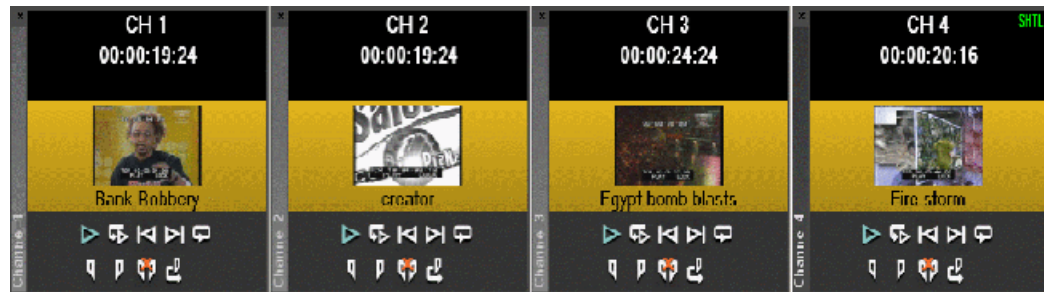 CH 1
00:00:19:24
Bank Robbery
Channel 1
CH 2
00:00:19:24
creator
Channel 2
CH 3
00:00:24:24
Egypt bomb blasts
Channel 3
CH 4
SHTL
00:00:20:16
Fire storm
Channel 4